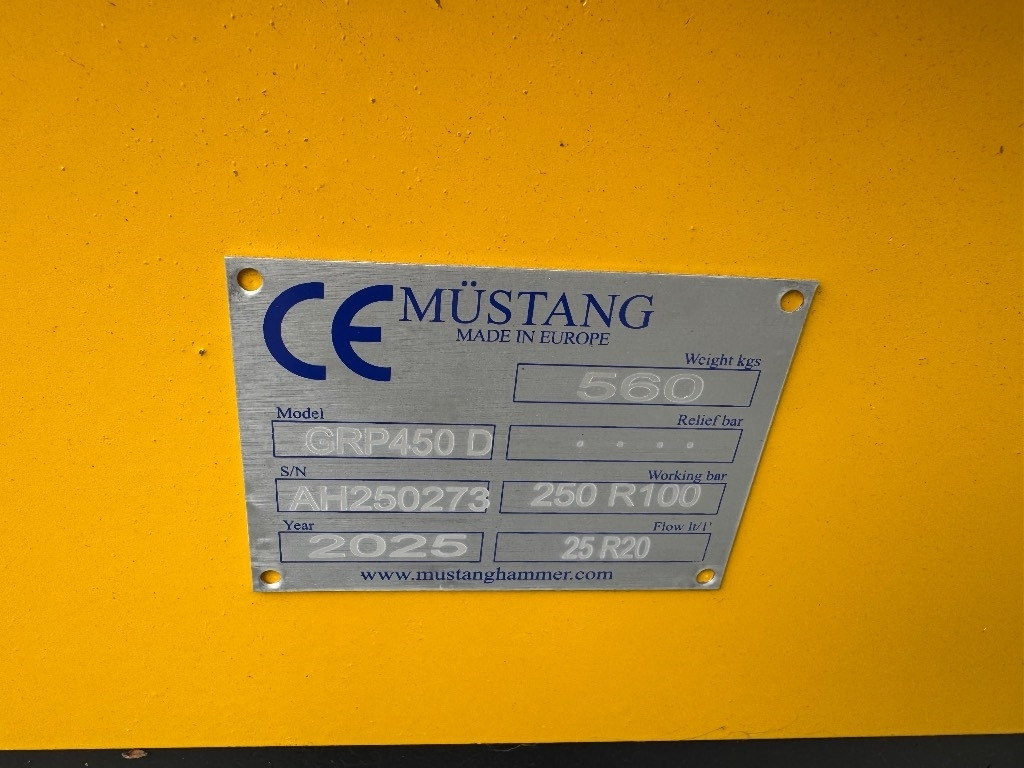 CE MÜSTANG
MADE IN EUROPE
Weight kgs
560
Model
GRP450 D
Relief bar
. . . .
S/N
AH250273
Working bar
250 R100
Year
2025
Flow lt/1'
25 R20
www.mustanghammer.com